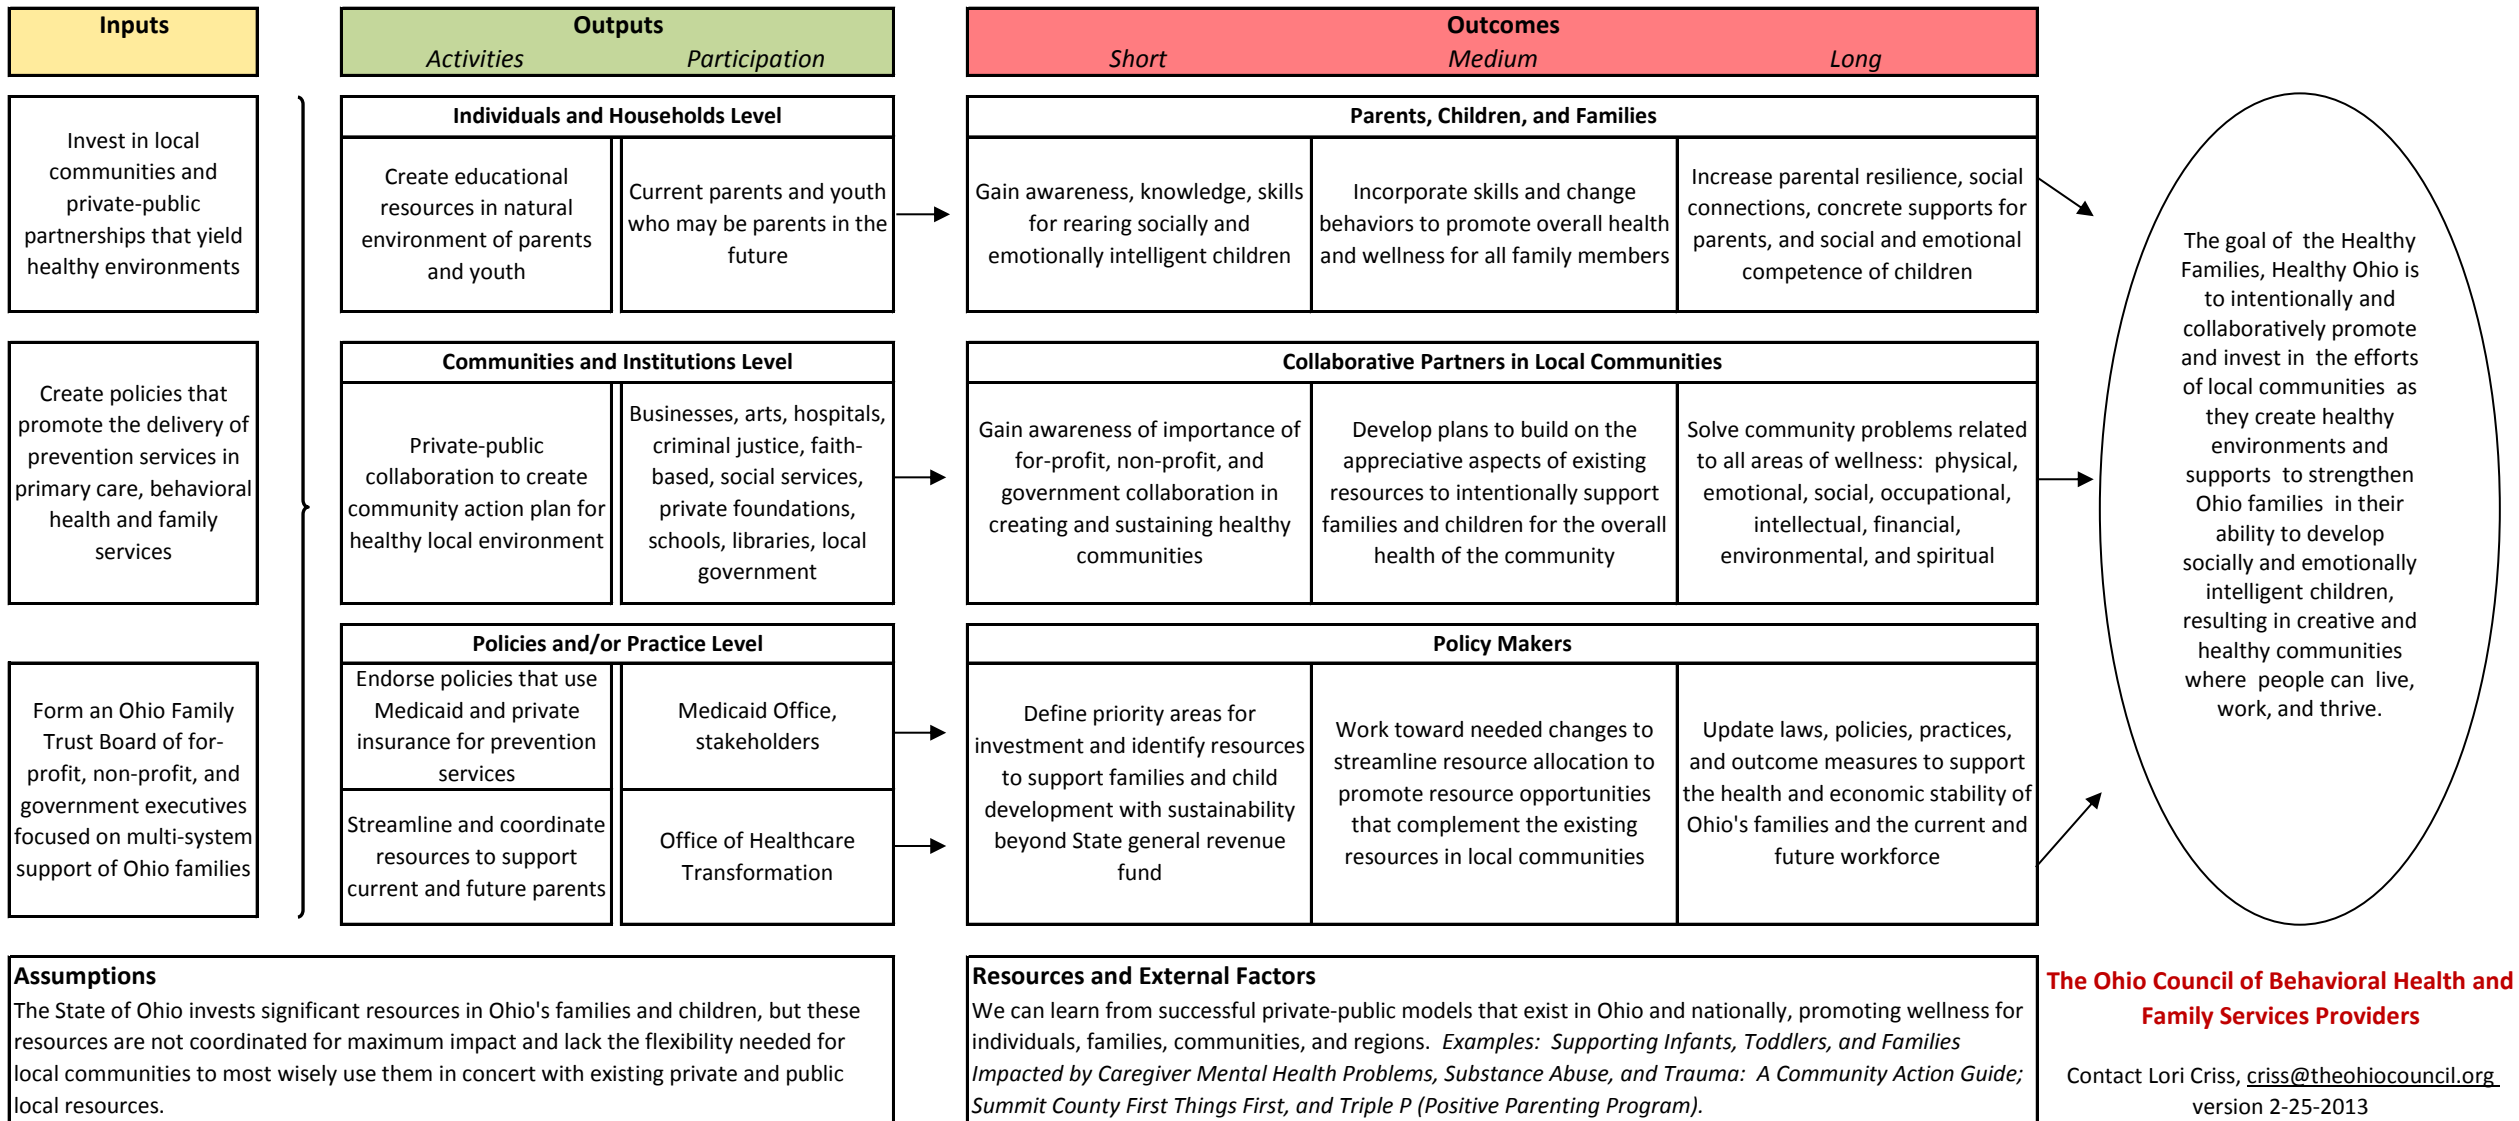 Inputs
Outputs
Activities
Participation
Outcomes
Short
Medium
Long
Invest in local
communities and
private-public
partnerships that yield
healthy environments
Create policies that
promote the delivery of
prevention services in
primary care, behavioral
health and family
services
Form an Ohio Family
Trust Board of for-
profit, non-profit, and
government executives
focused on multi-system
support of Ohio families
Individuals and Households Level
Create educational
resources in natural
environment of parents
and youth
Current parents and youth
who may be parents in the
future
Parents, Children, and Families
Gain awareness, knowledge, skills
for rearing socially and
emotionally intelligent children
Incorporate skills and change
behaviors to promote overall health
and wellness for all family members
Increase parental resilience, social
connections, concrete supports for
parents, and social and emotional
competence of children
Communities and Institutions Level
Private-public
collaboration to create
community action plan for
healthy local environment
Businesses, arts, hospitals,
criminal justice, faith-
based, social services,
private foundations,
schools, libraries, local
government
Collaborative Partners in Local Communities
Gain awareness of importance of
for-profit, non-profit, and
government collaboration in
creating and sustaining healthy
communities
Develop plans to build on the
appreciative aspects of existing
resources to intentionally support
families and children for the overall
health of the community
Solve community problems related
to all areas of wellness:  physical,
emotional, social, occupational,
intellectual, financial,
environmental, and spiritual
Policies and/or Practice Level
Endorse policies that use
Medicaid and private
insurance for prevention
services
Medicaid Office,
stakeholders
Streamline and coordinate
resources to support
current and future parents
Office of Healthcare
Transformation
Policy Makers
Define priority areas for
investment and identify resources
to support families and child
development with sustainability
beyond State general revenue
fund
Work toward needed changes to
streamline resource allocation to
promote resource opportunities
that complement the existing
resources in local communities
Update laws, policies, practices,
and outcome measures to support
the health and economic stability of
Ohio's families and the current and
future workforce
The goal of  the Healthy
Families, Healthy Ohio is
to intentionally and
collaboratively promote
and invest in  the efforts
of local communities  as
they create healthy
environments and
supports  to strengthen
Ohio families  in their
ability to develop
socially and emotionally
intelligent children,
resulting in creative and
healthy communities
where  people can  live,
work, and thrive.
Assumptions
The State of Ohio invests significant resources in Ohio's families and children, but these
resources are not coordinated for maximum impact and lack the flexibility needed for
local communities to most wisely use them in concert with existing private and public
local resources.
Resources and External Factors
We can learn from successful private-public models that exist in Ohio and nationally, promoting wellness for
individuals, families, communities, and regions.  Examples:  Supporting Infants, Toddlers, and Families
Impacted by Caregiver Mental Health Problems, Substance Abuse, and Trauma:  A Community Action Guide;
Summit County First Things First, and Triple P (Positive Parenting Program).
The Ohio Council of Behavioral Health and
Family Services Providers
Contact Lori Criss, criss@theohiocouncil.org
version 2-25-2013